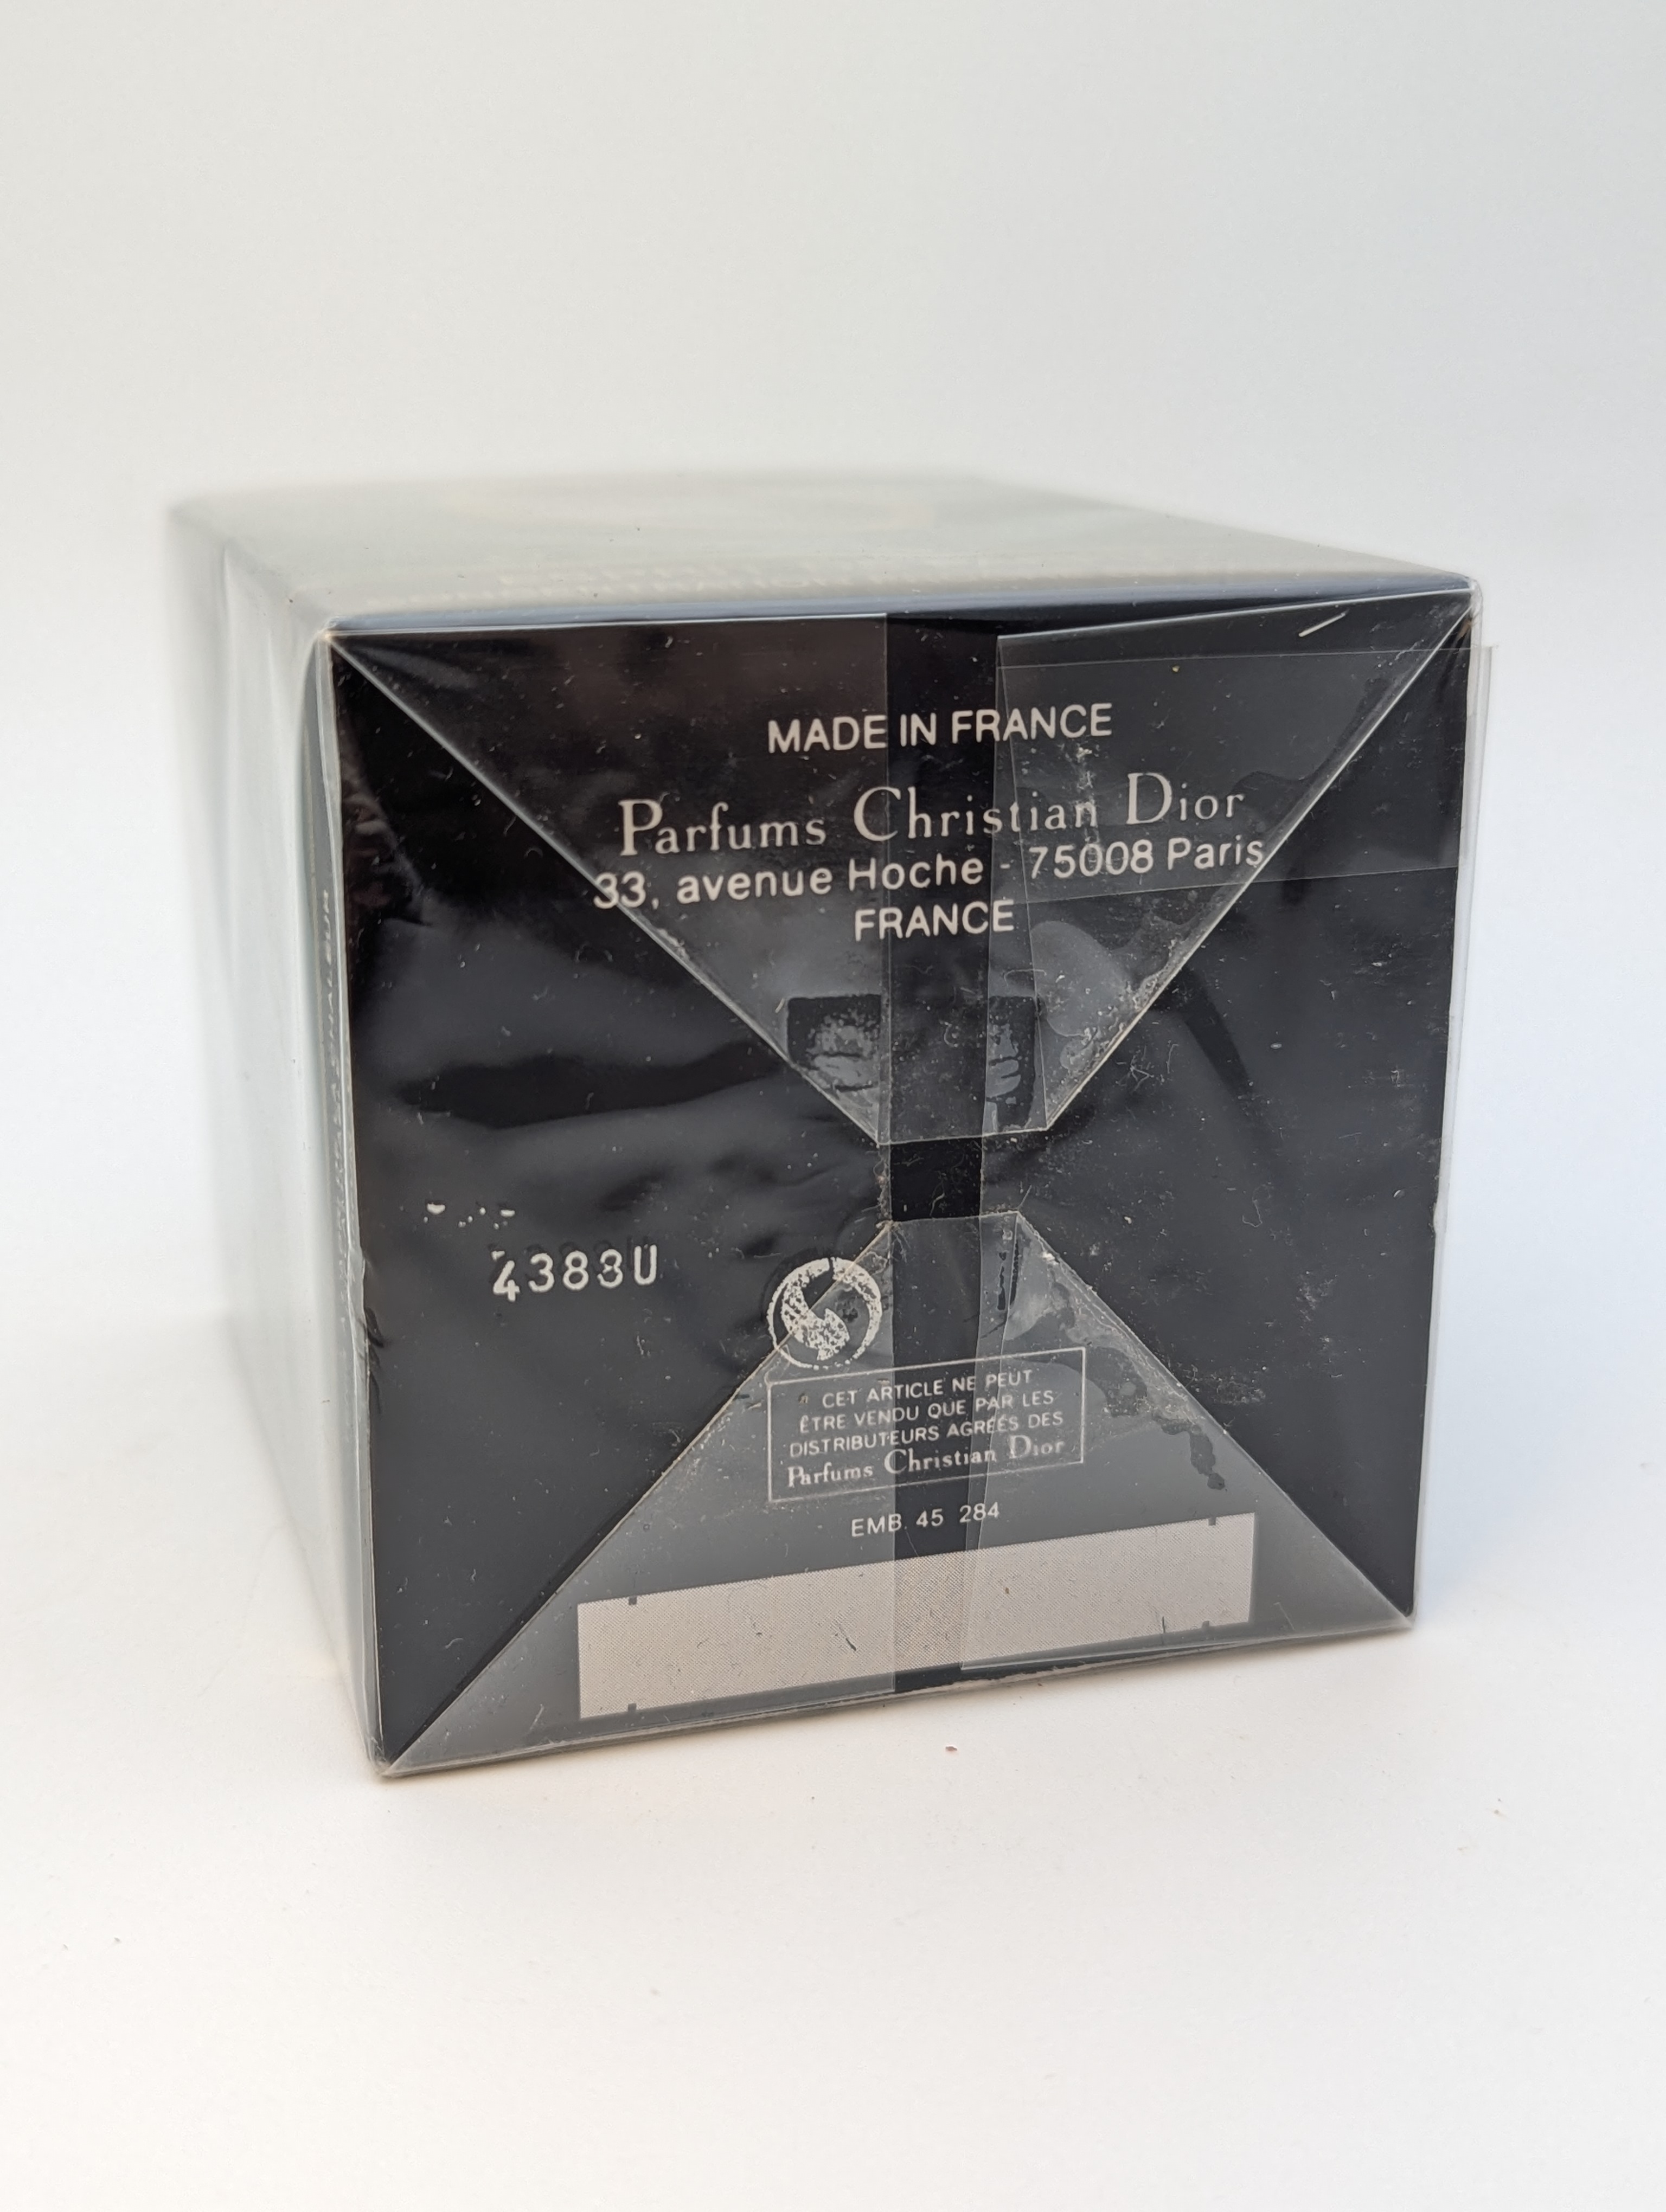 MADE IN FRANCE
Parfums Christian Dior
33, avenue Hoche - 75008 Paris
FRANCE
4383U
CET ARTICLE NE PEUT
ÊTRE VENDU QUE PAR LES
DISTRIBUTEURS AGRÉÉS DES
Parfums Christian Dior
EMB. 45 284